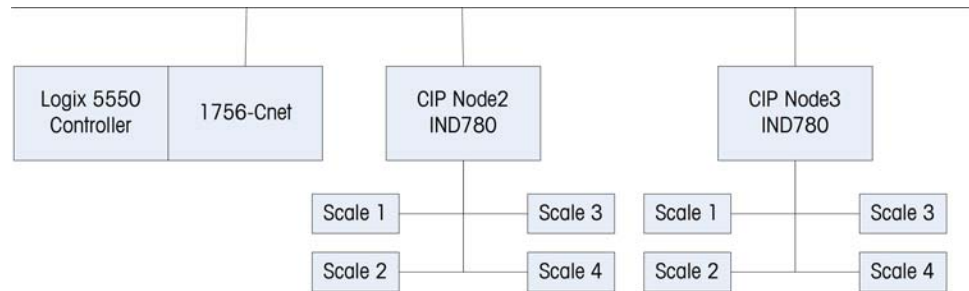 Logix 5550
Controller
1756-Cnet
CIP Node2
IND780
CIP Node3
IND780
Scale 1
Scale 3
Scale 1
Scale 3
Scale 2
Scale 4
Scale 2
Scale 4